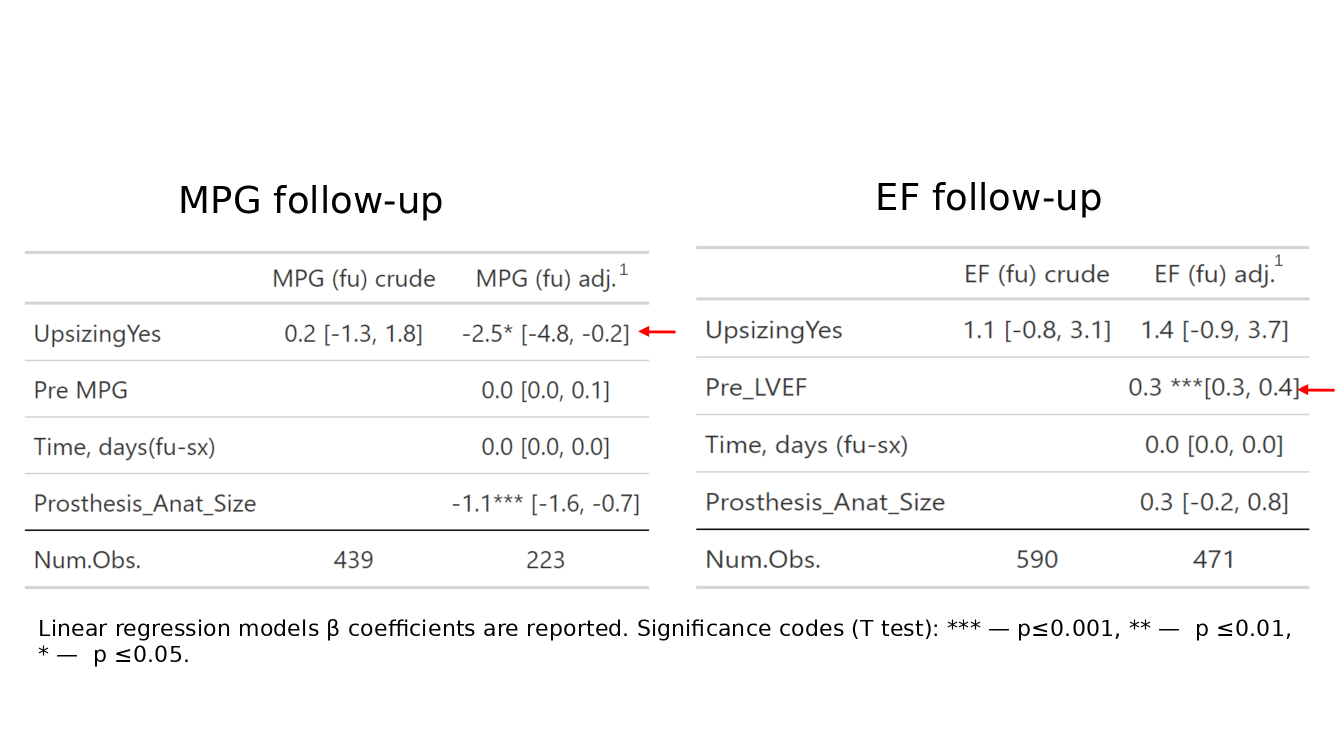 MPG follow-up
MPG (fu) crude MPG (fu) adj.1
UpsizingYes 0.2 [-1.3, 1.8] -2.5* [-4.8, -0.2]
Pre MPG 0.0 [0.0, 0.1]
Time, days(fu-sx) 0.0 [0.0, 0.0]
Prosthesis_Anat_Size -1.1*** [-1.6, -0.7]
Num.Obs. 439 223
EF follow-up
EF (fu) crude EF (fu) adj.1
UpsizingYes 1.1 [-0.8, 3.1] 1.4 [-0.9, 3.7]
Pre_LVEF 0.3 ***[0.3, 0.4]
Time, days (fu-sx) 0.0 [0.0, 0.0]
Prosthesis_Anat_Size 0.3 [-0.2, 0.8]
Num.Obs. 590 471
Linear regression models β coefficients are reported. Significance codes (T test): *** — p≤0.001, ** — p ≤0.01,
* — p ≤0.05.